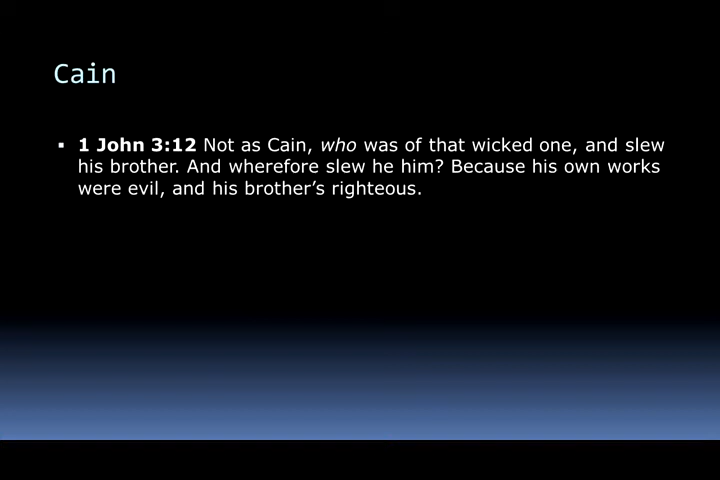 Cain
▪ 1 John 3:12 Not as Cain, who was of that wicked one, and slew
his brother. And wherefore slew he him? Because his own works
were evil, and his brother’s righteous.